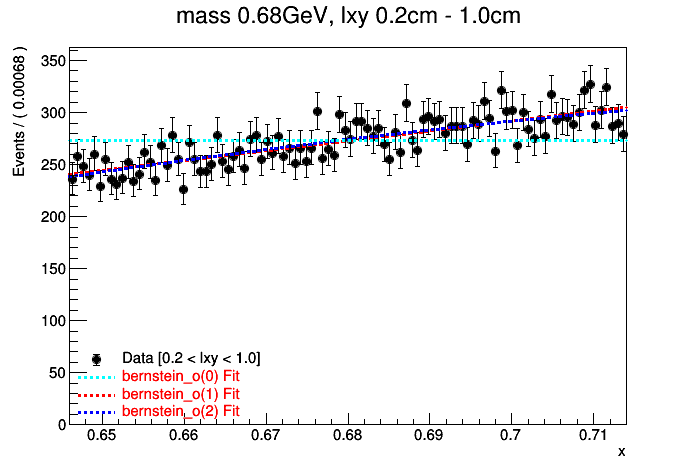 mass 0.68GeV, lxy 0.2cm - 1.0cm
Events / ( 0.00068 )
350
300
250
200
150
100
50
0
Data [0.2 < lxy < 1.0]
bernstein_o(0) Fit
bernstein_o(1) Fit
bernstein_o(2) Fit
0.65 0.66 0.67 0.68 0.69 0.7 0.71
x